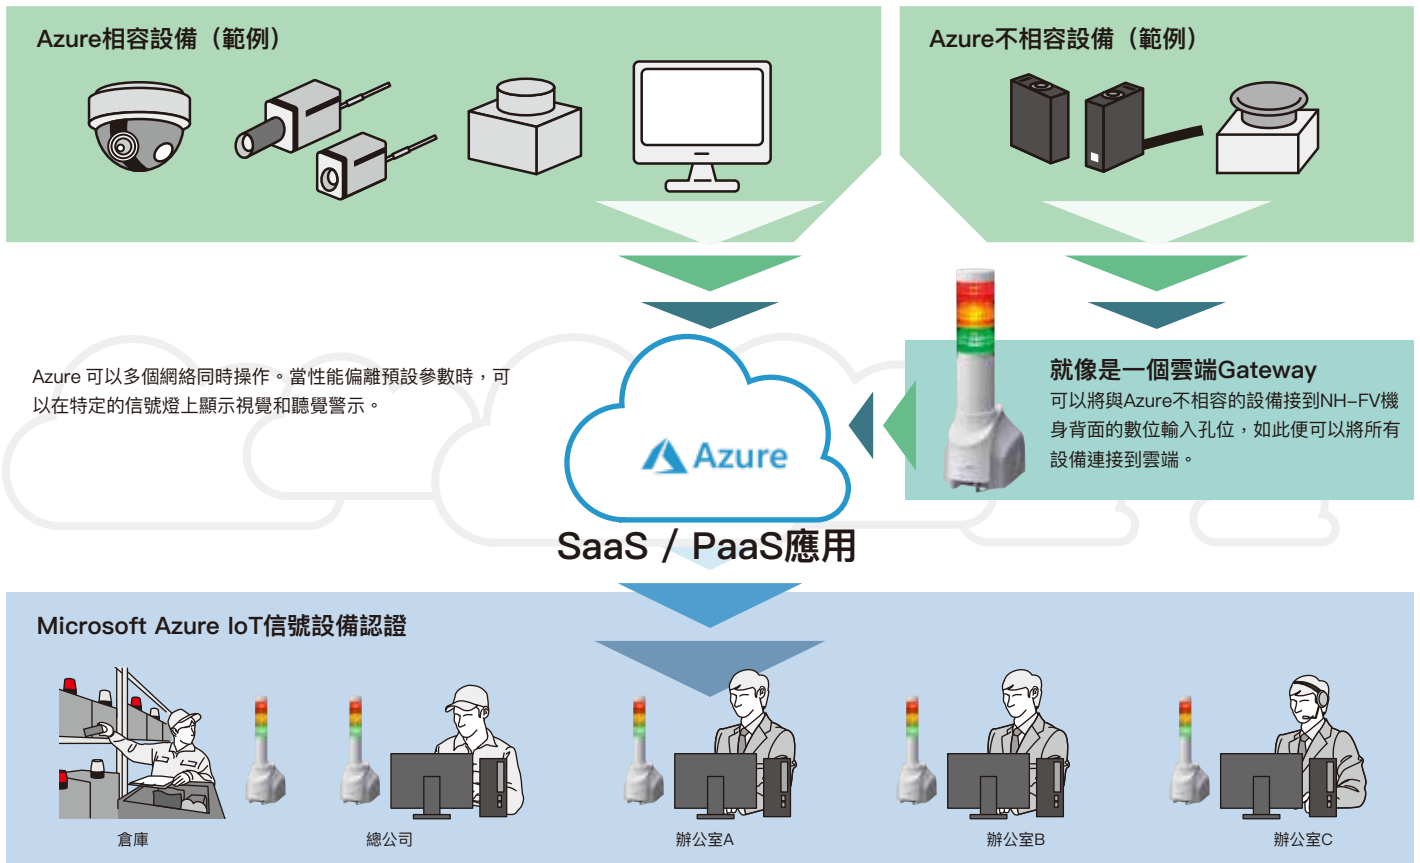 Azure相容設備（範例）
Azure不相容設備（範例）
Azure 可以多個網絡同時操作。當性能偏離預設參數時，可
以在特定的信號燈上顯示視覺和聽覺警示。
Azure
就像是一個雲端Gateway
可以將與Azure不相容的設備接到NH–FV機
身背面的數位輸入孔位，如此便可以將所有
設備連接到雲端。
SaaS / PaaS應用
Microsoft Azure IoT信號設備認證
倉庫
總公司
辦公室A
辦公室B
辦公室C